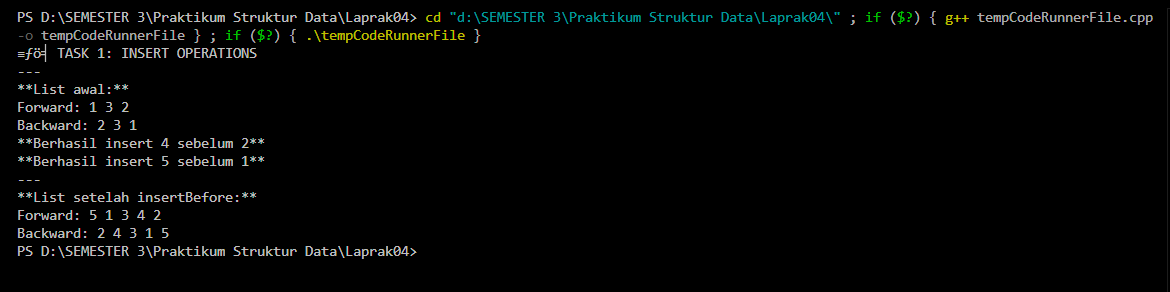 PS D:\SEMESTER 3\Praktikum Struktur Data\Laprak04> cd "d:\SEMESTER 3\Praktikum Struktur Data\Laprak04\" ; if ($?) { g++ tempCodeRunnerFile.cpp
-o tempCodeRunnerFile } ; if ($?) { .\tempCodeRunnerFile }
≡ƒö╣ TASK 1: INSERT OPERATIONS
---
**List awal:**
Forward: 1 3 2
Backward: 2 3 1
**Berhasil insert 4 sebelum 2**
**Berhasil insert 5 sebelum 1**
---
**List setelah insertBefore:**
Forward: 5 1 3 4 2
Backward: 2 4 3 1 5
PS D:\SEMESTER 3\Praktikum Struktur Data\Laprak04>